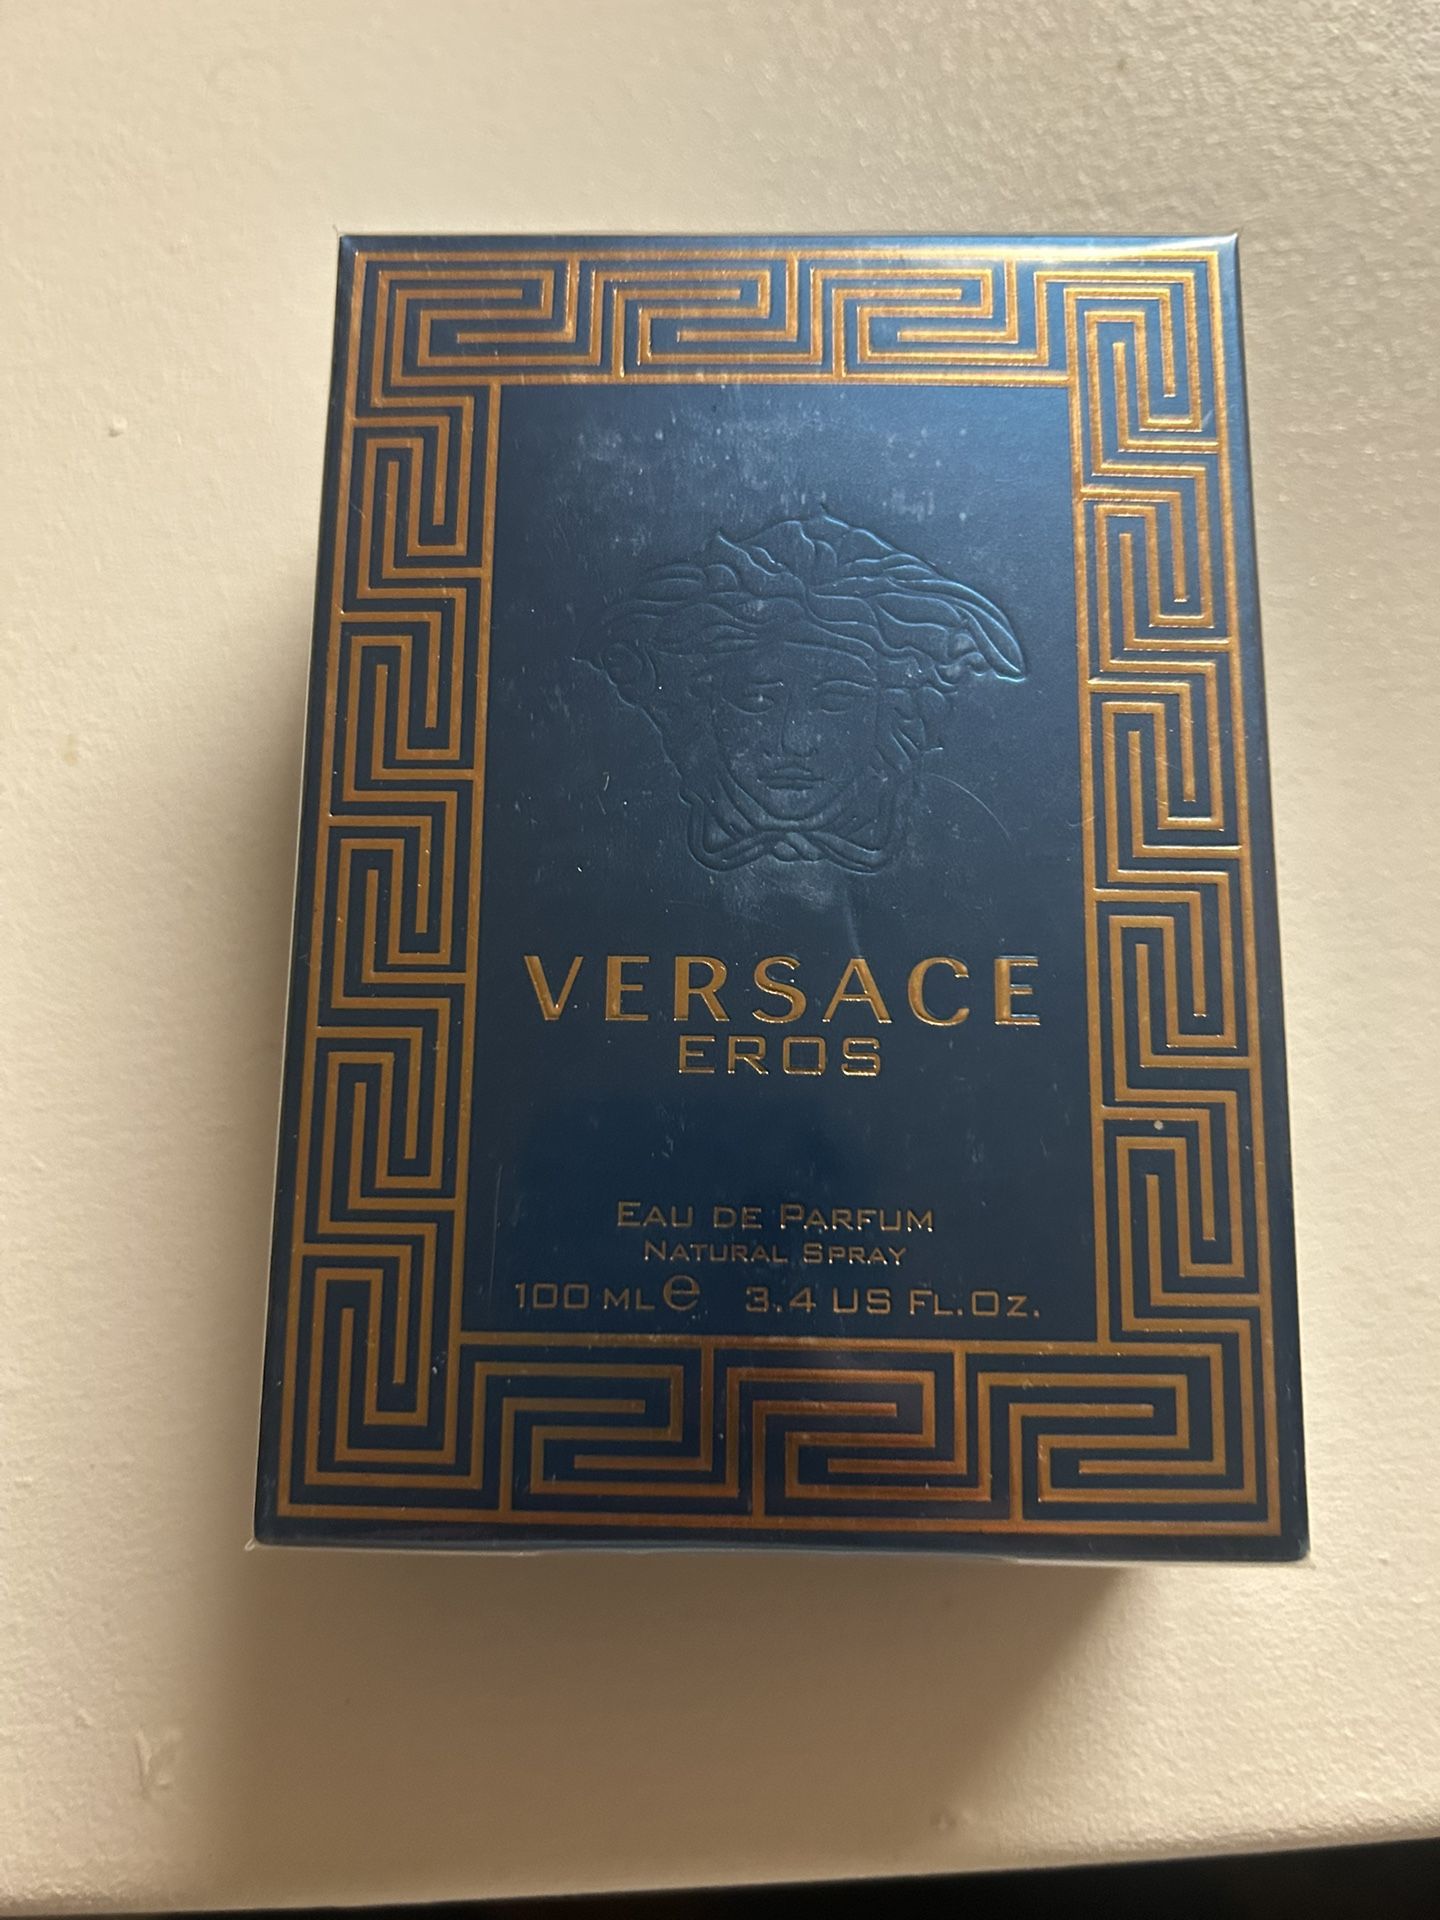 VERSACE
EROS
EAU DE PARFUM
NATURAL SPRAY
100 ML ℮ 3.4 US FL.OZ.